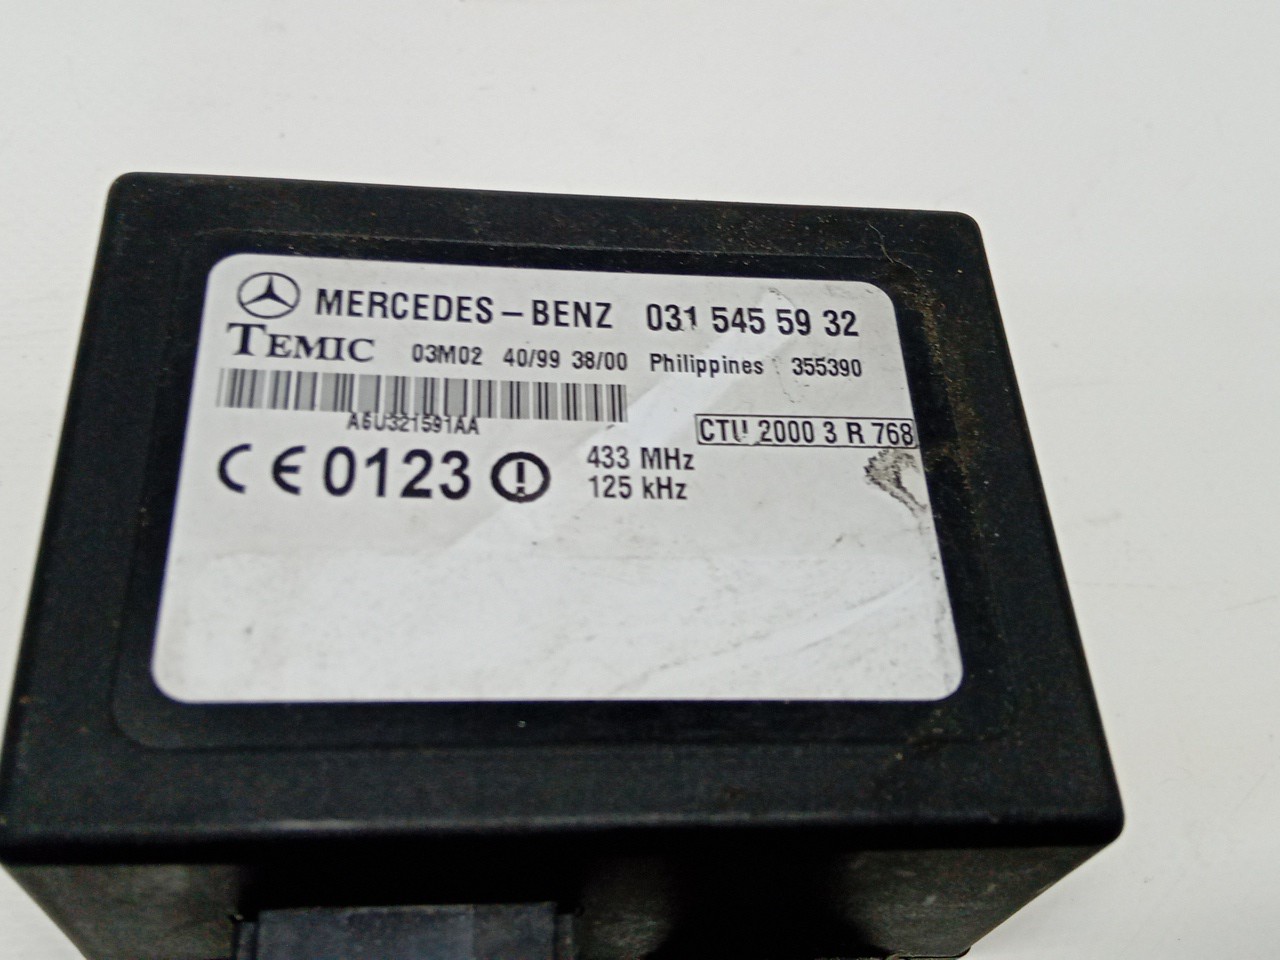 MERCEDES-BENZ 031 545 59 32
TEMIC 03M02 40/99 38/00 Philippines 355390
A6U321591AA
CTU 2000 3 R 768
CE 0123 ! 433 MHz
125 kHz